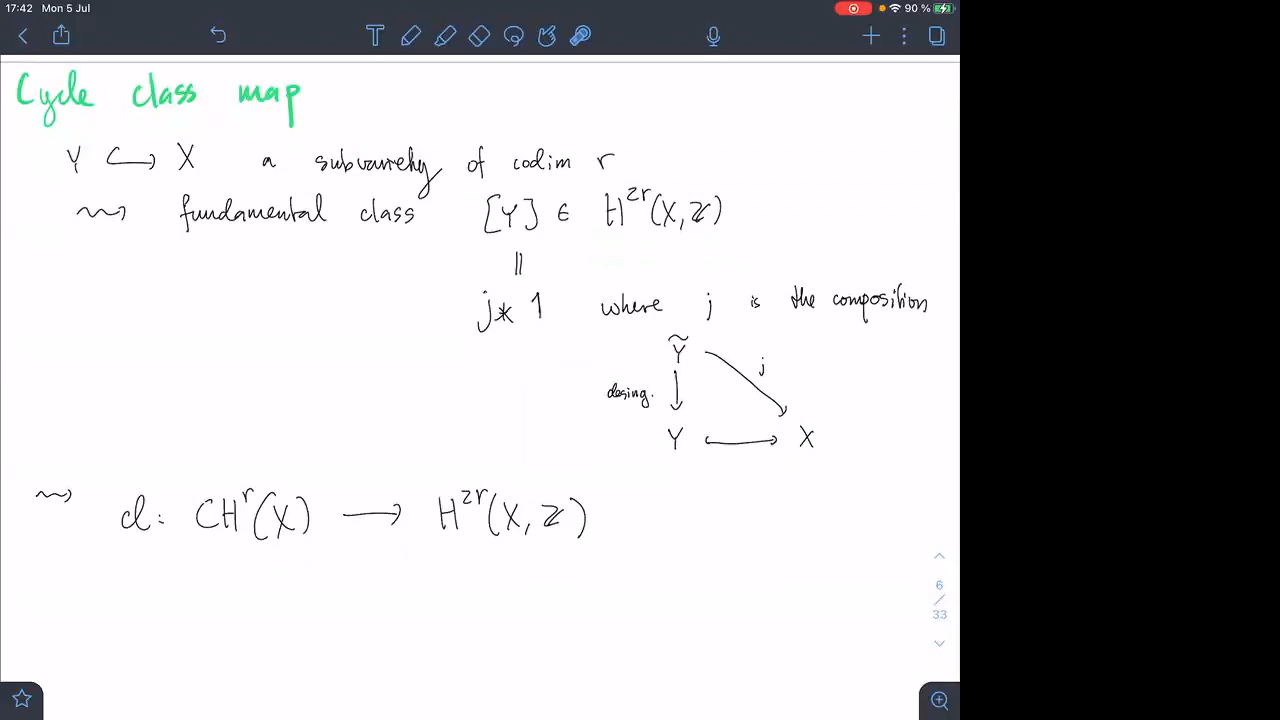 17:42 Mon 5 Jul
90 %
Cycle class map
Y ↪ X a subvariety of codim r
⇝ fundamental class [Y] ∈ H^{2r}(X, ℤ)
||
j_* 1 where j is the composition
Ỹ
j
desing.
Y ↪ X
⇝ cl: CH^r(X) ⟶ H^{2r}(X, ℤ)
6
/
33